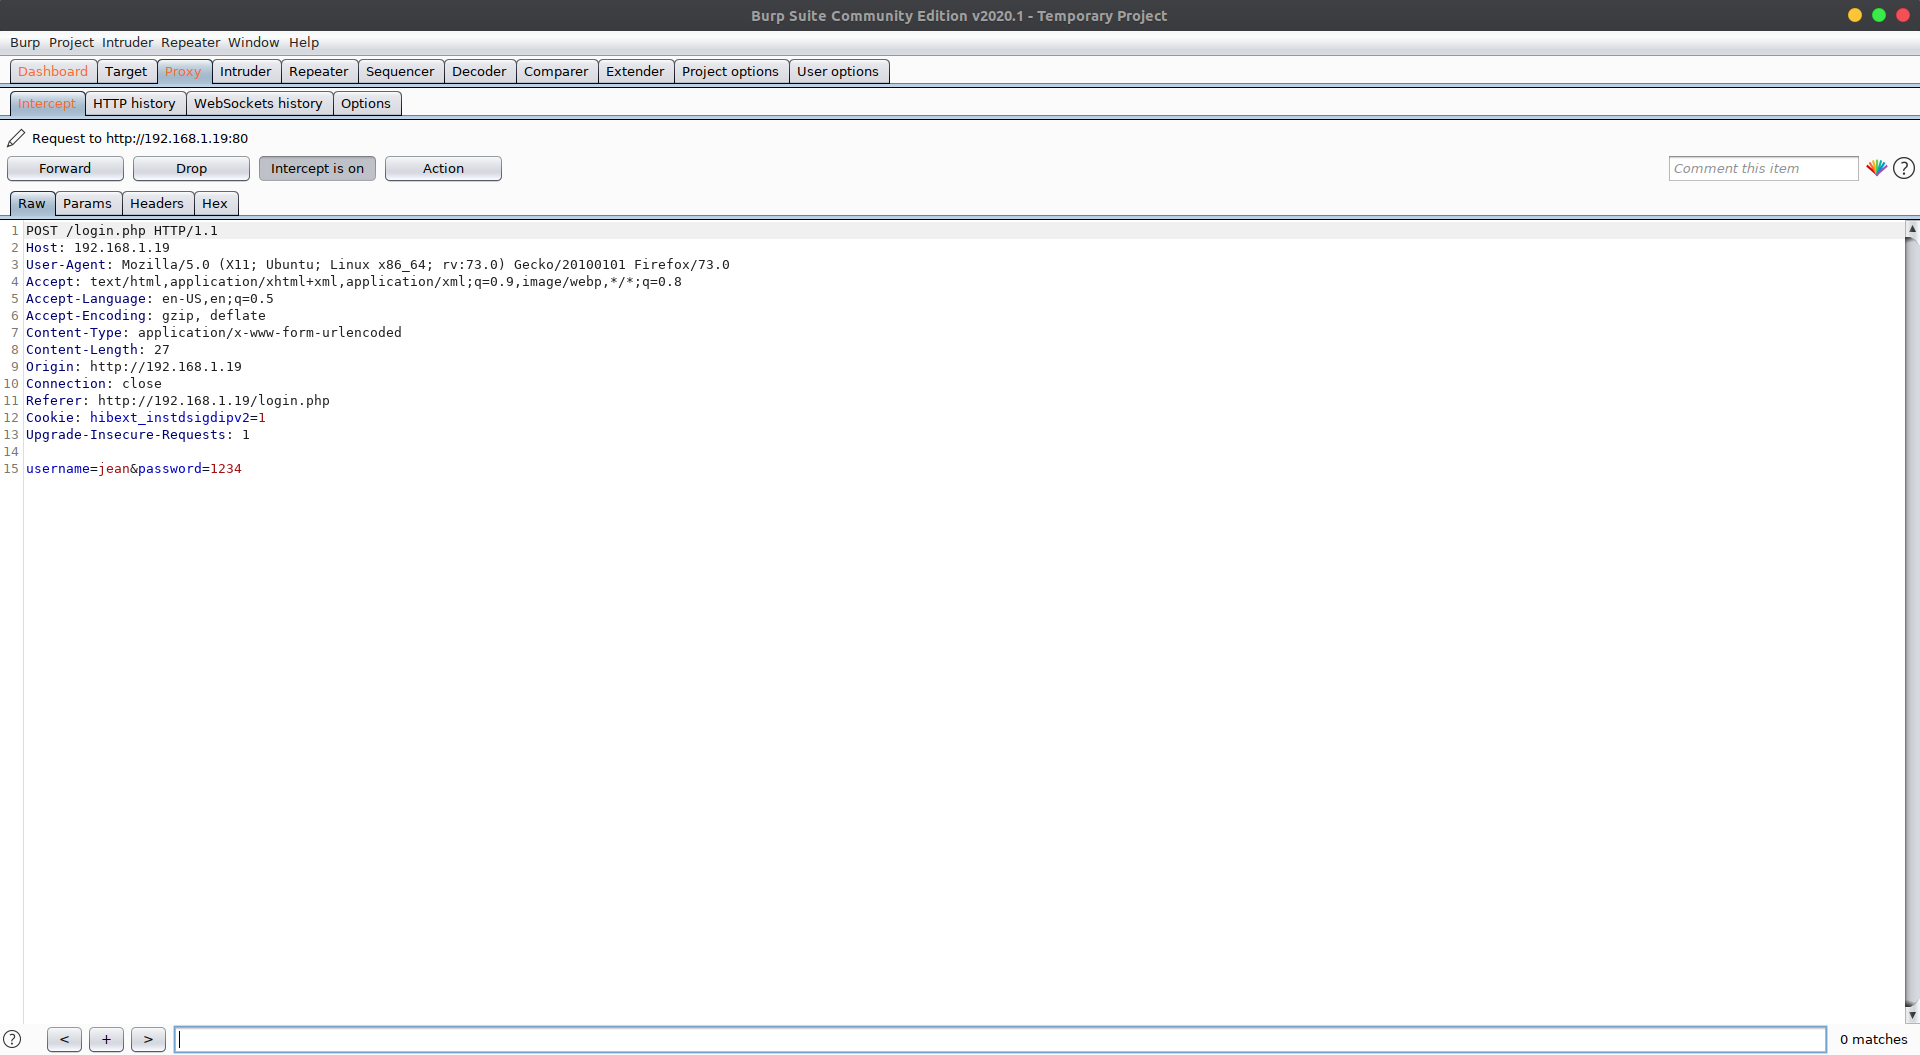 Burp Suite Community Edition v2020.1 - Temporary Project
Burp Project Intruder Repeater Window Help
Dashboard Target Proxy Intruder Repeater Sequencer Decoder Comparer Extender Project options User options
Intercept HTTP history WebSockets history Options
Request to http://192.168.1.19:80
Forward Drop Intercept is on Action Comment this item ?
Raw Params Headers Hex
1 POST /login.php HTTP/1.1
2 Host: 192.168.1.19
3 User-Agent: Mozilla/5.0 (X11; Ubuntu; Linux x86_64; rv:73.0) Gecko/20100101 Firefox/73.0
4 Accept: text/html,application/xhtml+xml,application/xml;q=0.9,image/webp,*/*;q=0.8
5 Accept-Language: en-US,en;q=0.5
6 Accept-Encoding: gzip, deflate
7 Content-Type: application/x-www-form-urlencoded
8 Content-Length: 27
9 Origin: http://192.168.1.19
10 Connection: close
11 Referer: http://192.168.1.19/login.php
12 Cookie: hibext_instdsigdipv2=1
13 Upgrade-Insecure-Requests: 1
14
15 username=jean&password=1234
? < + > 0 matches